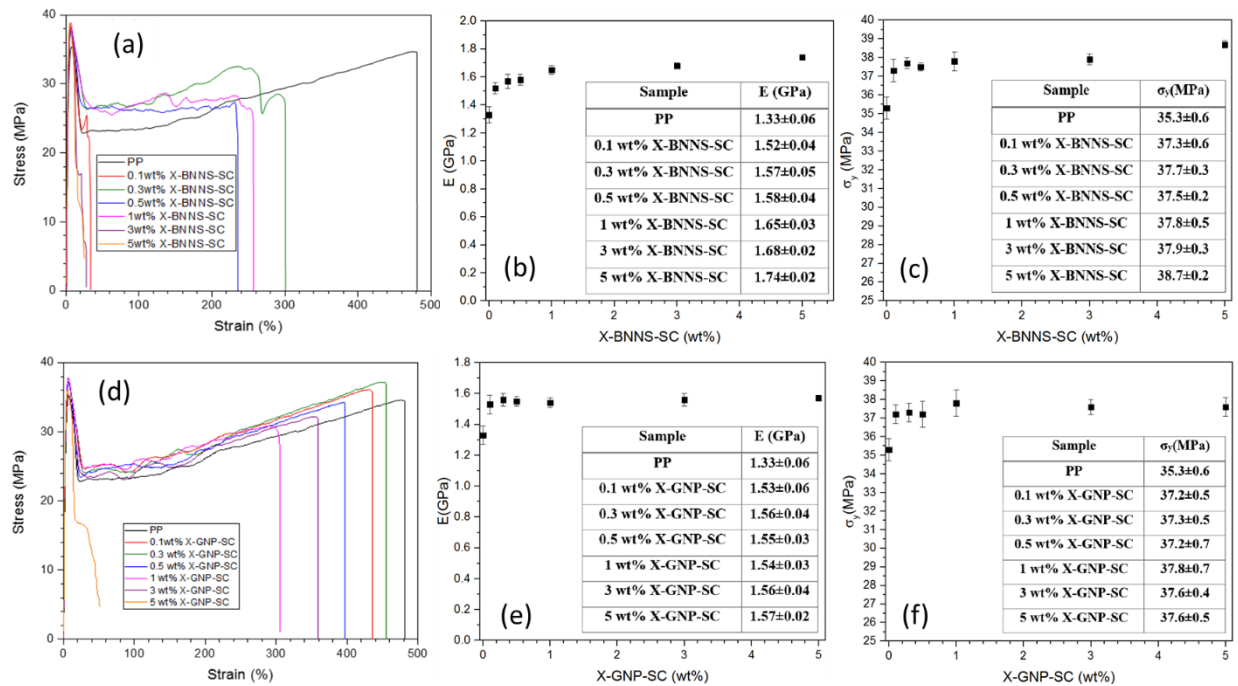 (a)
Stress (MPa)
40
30
20
10
0
0 100 200 300 400 500
Strain (%)
PP
0.1wt% X-BNNS-SC
0.3wt% X-BNNS-SC
0.5wt% X-BNNS-SC
1wt% X-BNNS-SC
3wt% X-BNNS-SC
5wt% X-BNNS-SC
(b)
E (GPa)
2.0
1.8
1.6
1.4
1.2
1.0
0.8
0.6
0.4
0.2
0.0
0 1 2 3 4 5
X-BNNS-SC (wt%)
Sample E (GPa)
PP 1.33±0.06
0.1 wt% X-BNNS-SC 1.52±0.04
0.3 wt% X-BNNS-SC 1.57±0.05
0.5 wt% X-BNNS-SC 1.58±0.04
1 wt% X-BNNS-SC 1.65±0.03
3 wt% X-BNNS-SC 1.68±0.02
5 wt% X-BNNS-SC 1.74±0.02
(c)
σy (MPa)
40
39
38
37
36
35
34
33
32
31
30
29
28
27
26
25
0 1 2 3 4 5
X-BNNS-SC (wt%)
Sample σy(MPa)
PP 35.3±0.6
0.1 wt% X-BNNS-SC 37.3±0.6
0.3 wt% X-BNNS-SC 37.7±0.3
0.5 wt% X-BNNS-SC 37.5±0.2
1 wt% X-BNNS-SC 37.8±0.5
3 wt% X-BNNS-SC 37.9±0.3
5 wt% X-BNNS-SC 38.7±0.2
(d)
Stress (MPa)
40
30
20
10
0
0 100 200 300 400 500
Strain (%)
PP
0.1wt% X-GNP-SC
0.3 wt% X-GNP-SC
0.5 wt% X-GNP-SC
1 wt% X-GNP-SC
3 wt% X-GNP-SC
5 wt% X-GNP-SC
(e)
E(GPa)
1.8
1.6
1.4
1.2
1.0
0.8
0.6
0.4
0.2
0.0
0 1 2 3 4 5
X-GNP-SC (wt%)
Sample E (GPa)
PP 1.33±0.06
0.1 wt% X-GNP-SC 1.53±0.06
0.3 wt% X-GNP-SC 1.56±0.04
0.5 wt% X-GNP-SC 1.55±0.03
1 wt% X-GNP-SC 1.54±0.03
3 wt% X-GNP-SC 1.56±0.04
5 wt% X-GNP-SC 1.57±0.02
(f)
σy(MPa)
40
39
38
37
36
35
34
33
32
31
30
29
28
27
26
25
0 1 2 3 4 5
X-GNP-SC (wt%)
Sample σy(MPa)
PP 35.3±0.6
0.1 wt% X-GNP-SC 37.2±0.5
0.3 wt% X-GNP-SC 37.3±0.5
0.5 wt% X-GNP-SC 37.2±0.7
1 wt% X-GNP-SC 37.8±0.7
3 wt% X-GNP-SC 37.6±0.4
5 wt% X-GNP-SC 37.6±0.5